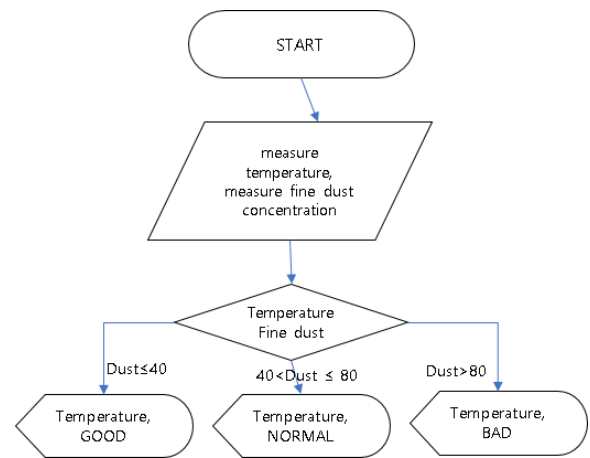 START
measure
temperature,
measure fine dust
concentration
Temperature
Fine dust
Dust≤40
40<Dust ≤ 80
Dust>80
Temperature,
GOOD
Temperature,
NORMAL
Temperature,
BAD